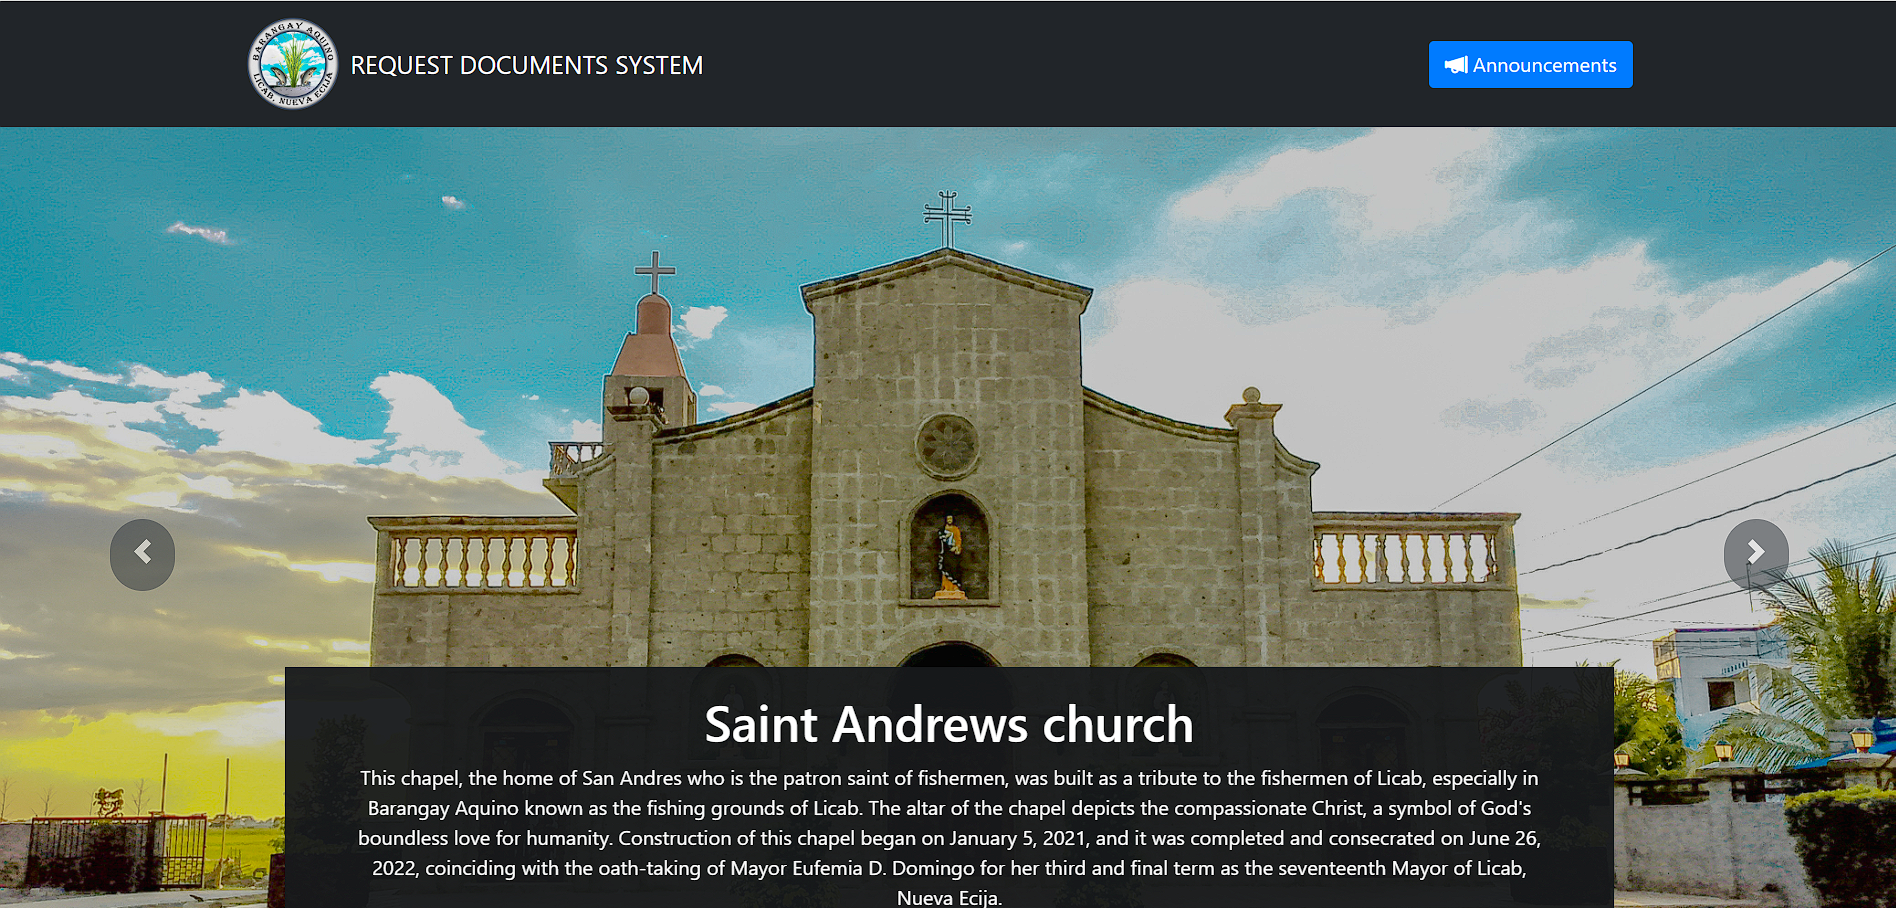 BARANGAY AQUINO
LICAB, NUEVA ECIJA
REQUEST DOCUMENTS SYSTEM
Announcements
Saint Andrews church
This chapel, the home of San Andres who is the patron saint of fishermen, was built as a tribute to the fishermen of Licab, especially in
Barangay Aquino known as the fishing grounds of Licab. The altar of the chapel depicts the compassionate Christ, a symbol of God's
boundless love for humanity. Construction of this chapel began on January 5, 2021, and it was completed and consecrated on June 26,
2022, coinciding with the oath-taking of Mayor Eufemia D. Domingo for her third and final term as the seventeenth Mayor of Licab,
Nueva Ecija.